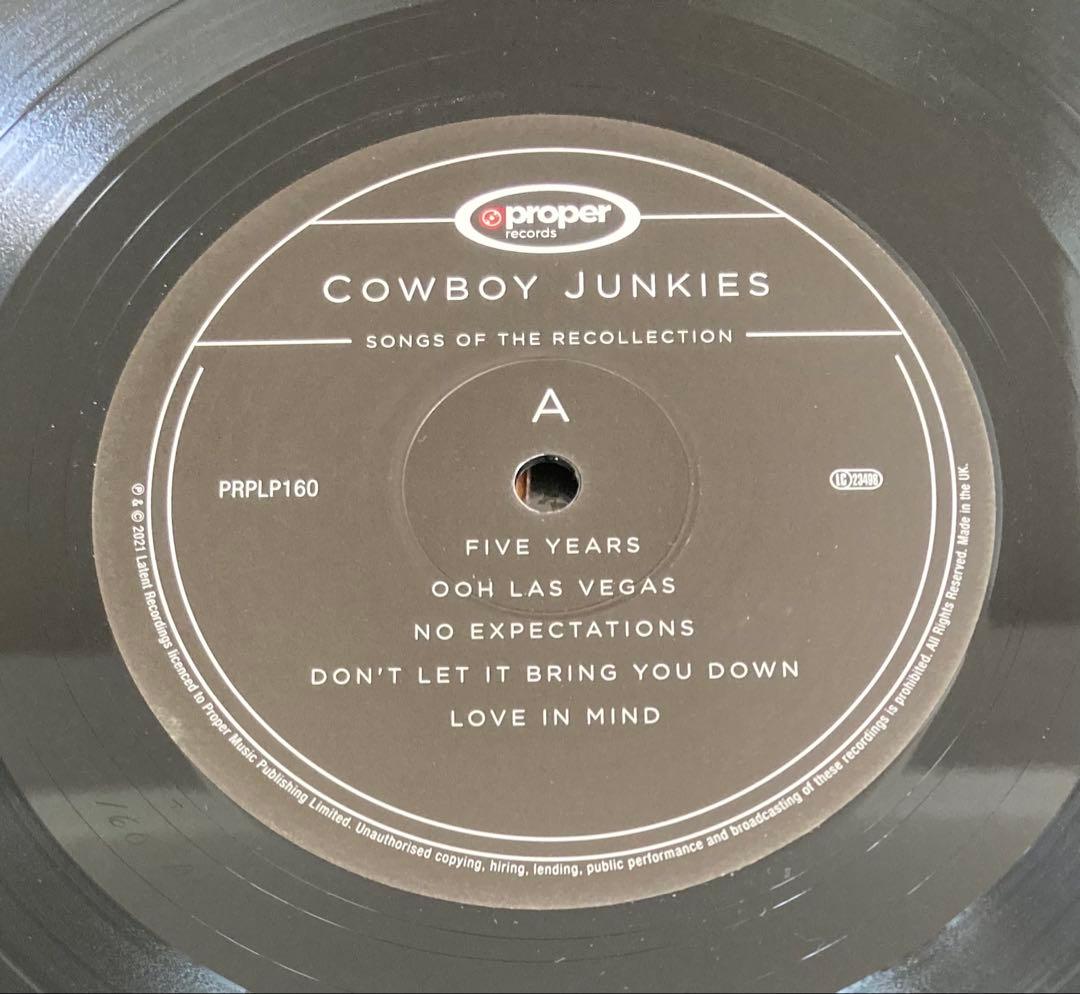 proper
records
COWBOY JUNKIES
SONGS OF THE RECOLLECTION
A
PRPLP160
LC 23498
FIVE YEARS
OOH LAS VEGAS
NO EXPECTATIONS
DON'T LET IT BRING YOU DOWN
LOVE IN MIND
℗ & © 2021 Latent Recordings licenced to Proper Music Publishing Limited. Unauthorised copying, hiring, lending, public performance and broadcasting of these recordings is prohibited. All Rights Reserved. Made in the UK.